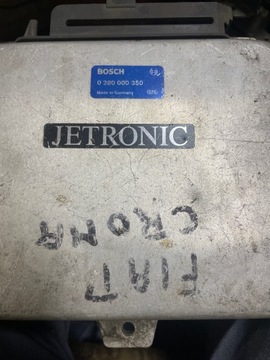 BOSCH
0 280 000 350
Made in Germany
JETRONIC
FIAT
CROMA